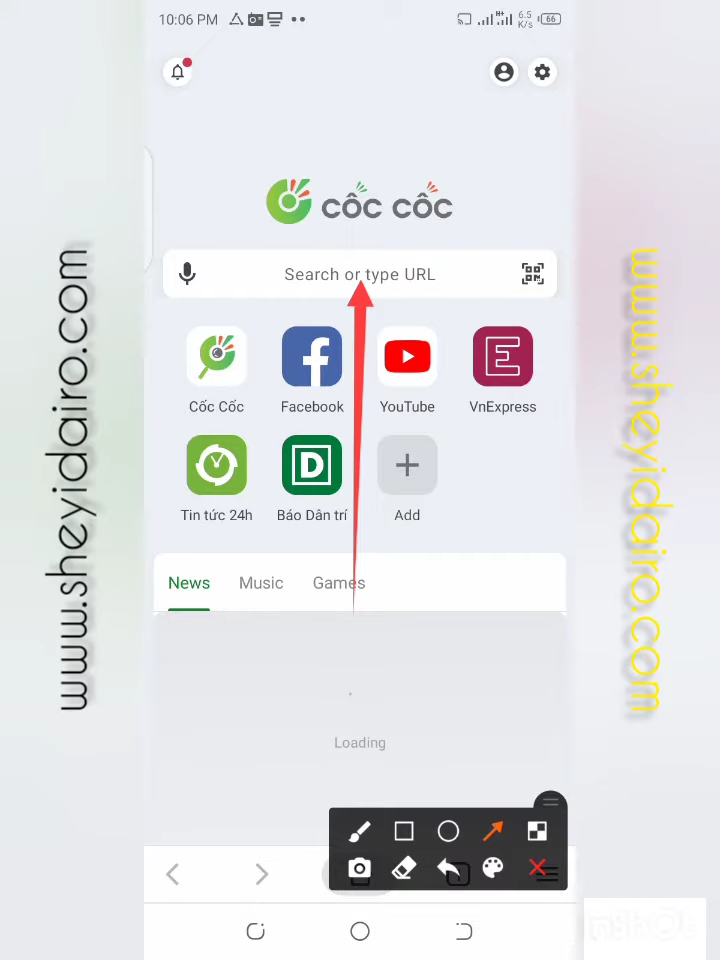 10:06 PM
H+
6.5
K/s
66
cốc cốc
Search or type URL
Cốc Cốc
Facebook
YouTube
E
VnExpress
D
Tin tức 24h
Báo Dân trí
Add
News
Music
Games
Loading
1
www.sheyidairo.com
www.sheyidairo.com